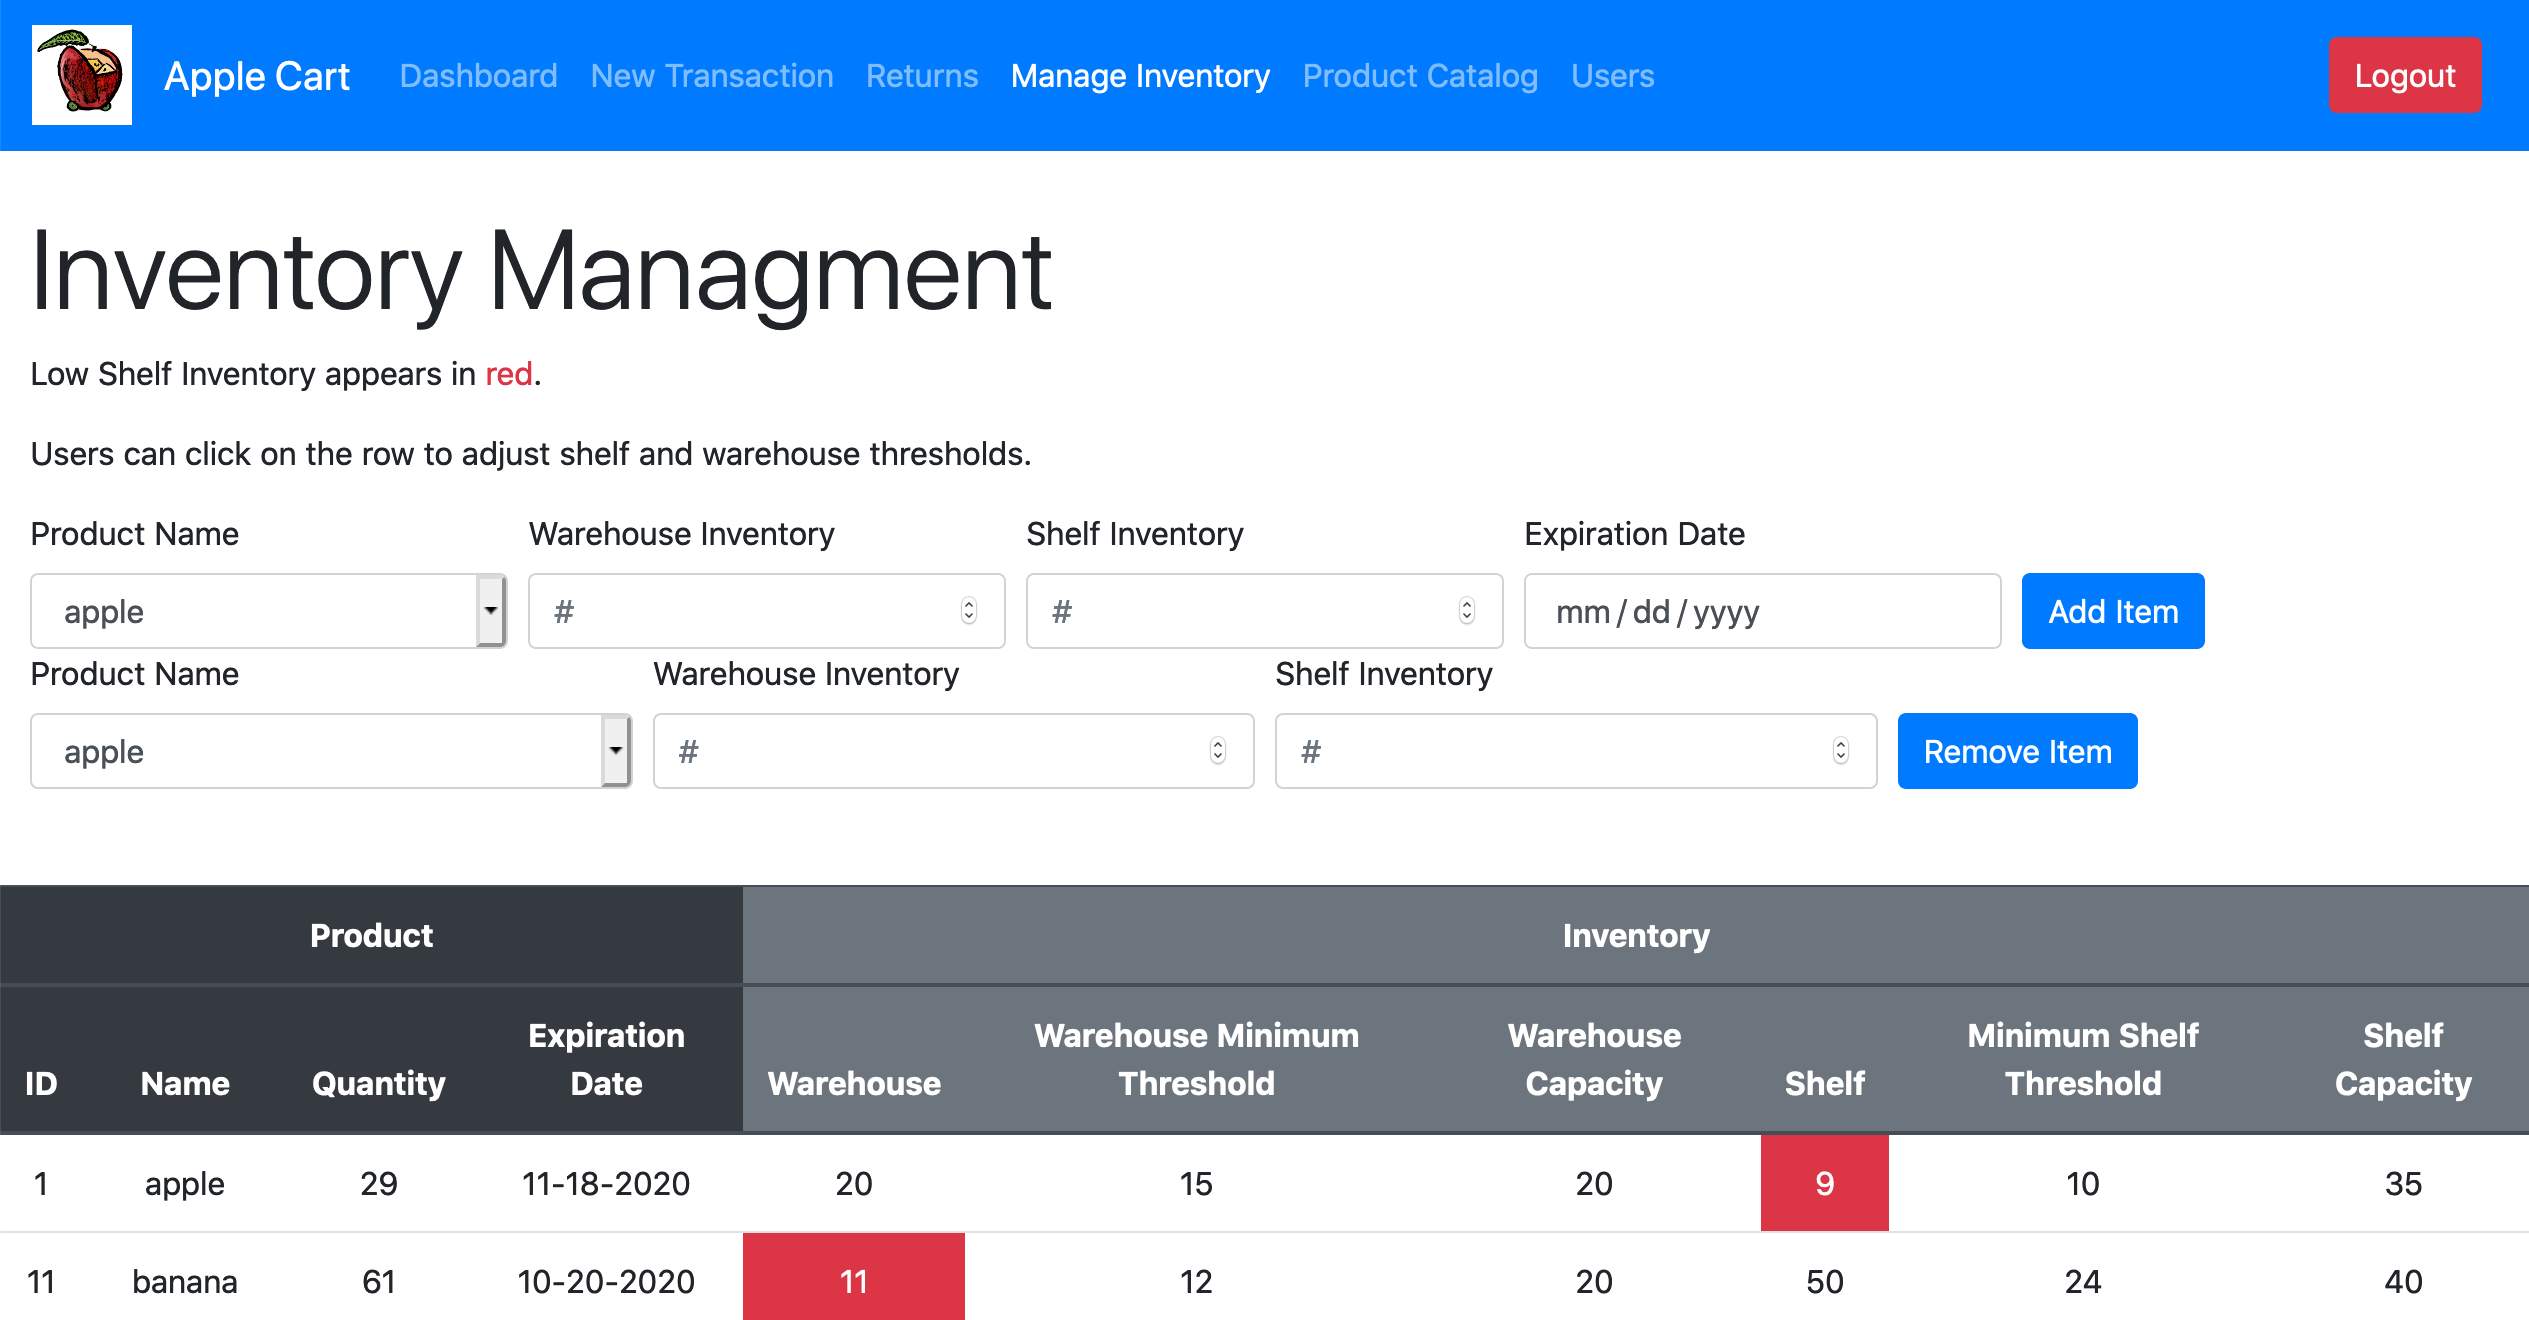 Apple Cart Dashboard New Transaction Returns Manage Inventory Product Catalog Users Logout
Inventory Managment
Low Shelf Inventory appears in red.
Users can click on the row to adjust shelf and warehouse thresholds.
Product Name Warehouse Inventory Shelf Inventory Expiration Date
apple # # mm/dd/yyyy Add Item
Product Name Warehouse Inventory Shelf Inventory
apple # # Remove Item
Product Inventory
ID Name Quantity Expiration Date Warehouse Warehouse Minimum Threshold Warehouse Capacity Shelf Minimum Shelf Threshold Shelf Capacity
1 apple 29 11-18-2020 20 15 20 9 10 35
11 banana 61 10-20-2020 11 12 20 50 24 40